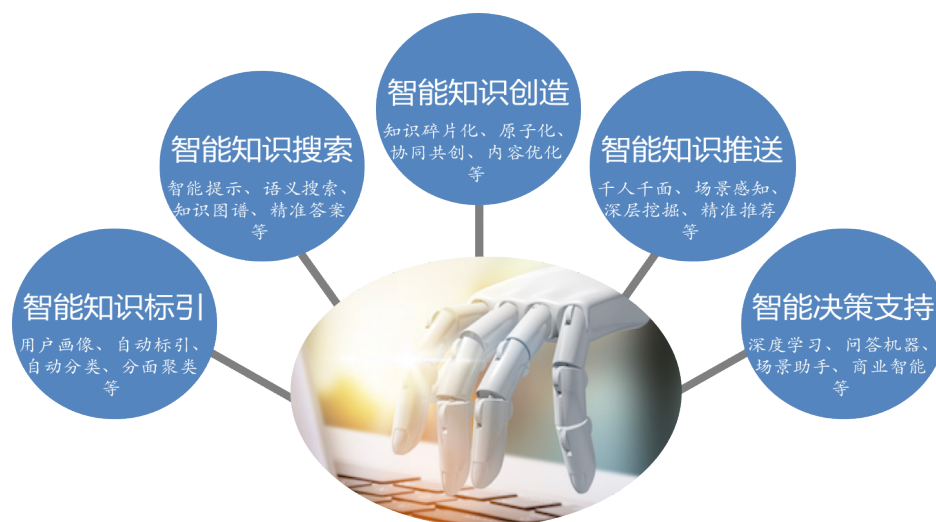 智能知识标引
用户画像、自动标引、
自动分类、分面聚类
等
智能知识搜索
智能提示、语义搜索、
知识图谱、精准答案
等
智能知识创造
知识碎片化、原子化、
协同共创、内容优化
等
智能知识推送
千人千面、场景感知、
深层挖掘、精准推荐
等
智能决策支持
深度学习、问答机器、
场景助手、商业智能
等